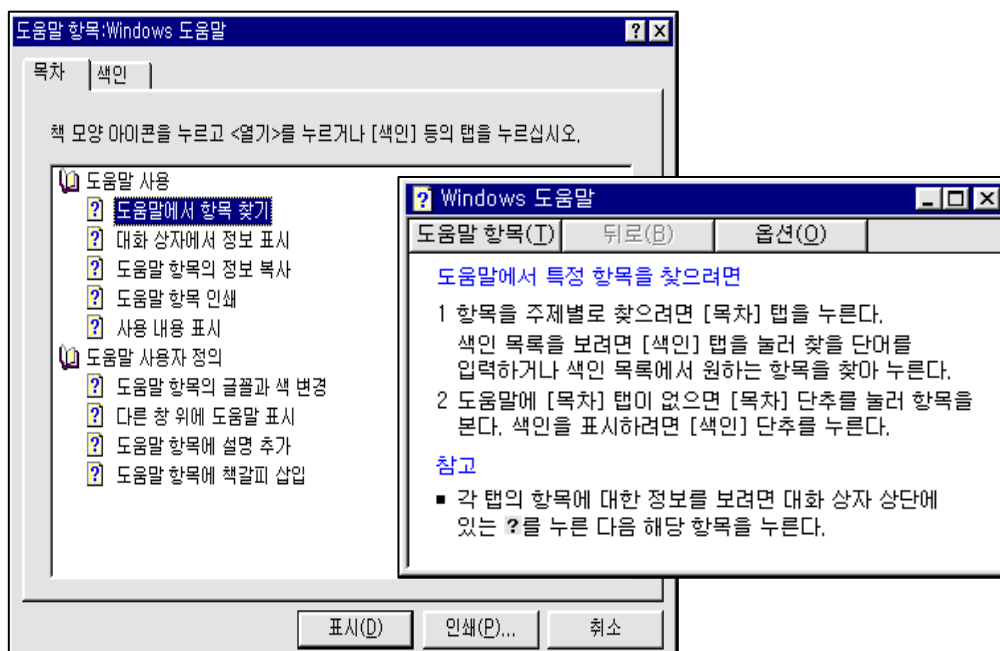 도움말 항목:Windows 도움말
목차
색인
책 모양 아이콘을 누르고 <열기>를 누르거나 [색인] 등의 탭을 누르십시오.
도움말 사용
도움말에서 항목 찾기
대화 상자에서 정보 표시
도움말 항목의 정보 복사
도움말 항목 인쇄
사용 내용 표시
도움말 사용자 정의
도움말 항목의 글꼴과 색 변경
다른 창 위에 도움말 표시
도움말 항목에 설명 추가
도움말 항목에 책갈피 삽입
표시(D)
인쇄(P)...
취소
Windows 도움말
도움말 항목(T)
뒤로(B)
옵션(O)
도움말에서 특정 항목을 찾으려면
1 항목을 주제별로 찾으려면 [목차] 탭을 누른다.
색인 목록을 보려면 [색인] 탭을 눌러 찾을 단어를
입력하거나 색인 목록에서 원하는 항목을 찾아 누른다.
2 도움말에 [목차] 탭이 없으면 [목차] 단추를 눌러 항목을
본다. 색인을 표시하려면 [색인] 단추를 누른다.
참고
■ 각 탭의 항목에 대한 정보를 보려면 대화 상자 상단에
있는 ?를 누른 다음 해당 항목을 누른다.